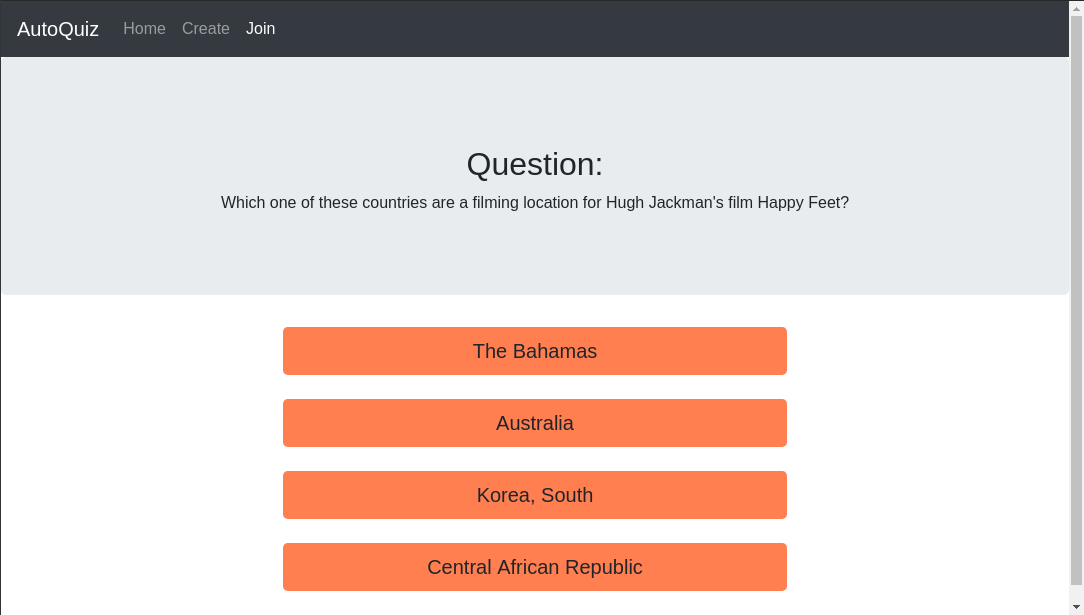 AutoQuiz Home Create Join
Question:
Which one of these countries are a filming location for Hugh Jackman's film Happy Feet?
The Bahamas
Australia
Korea, South
Central African Republic